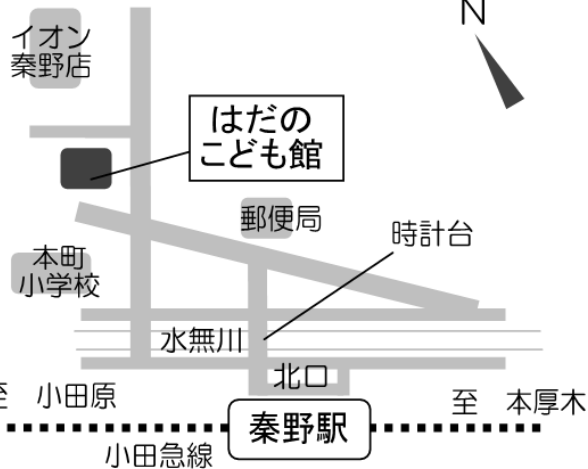 N
イオン
秦野店
はだの
こども館
郵便局
時計台
本町
小学校
水無川
北口
至 小田原
至 本厚木
秦野駅
小田急線